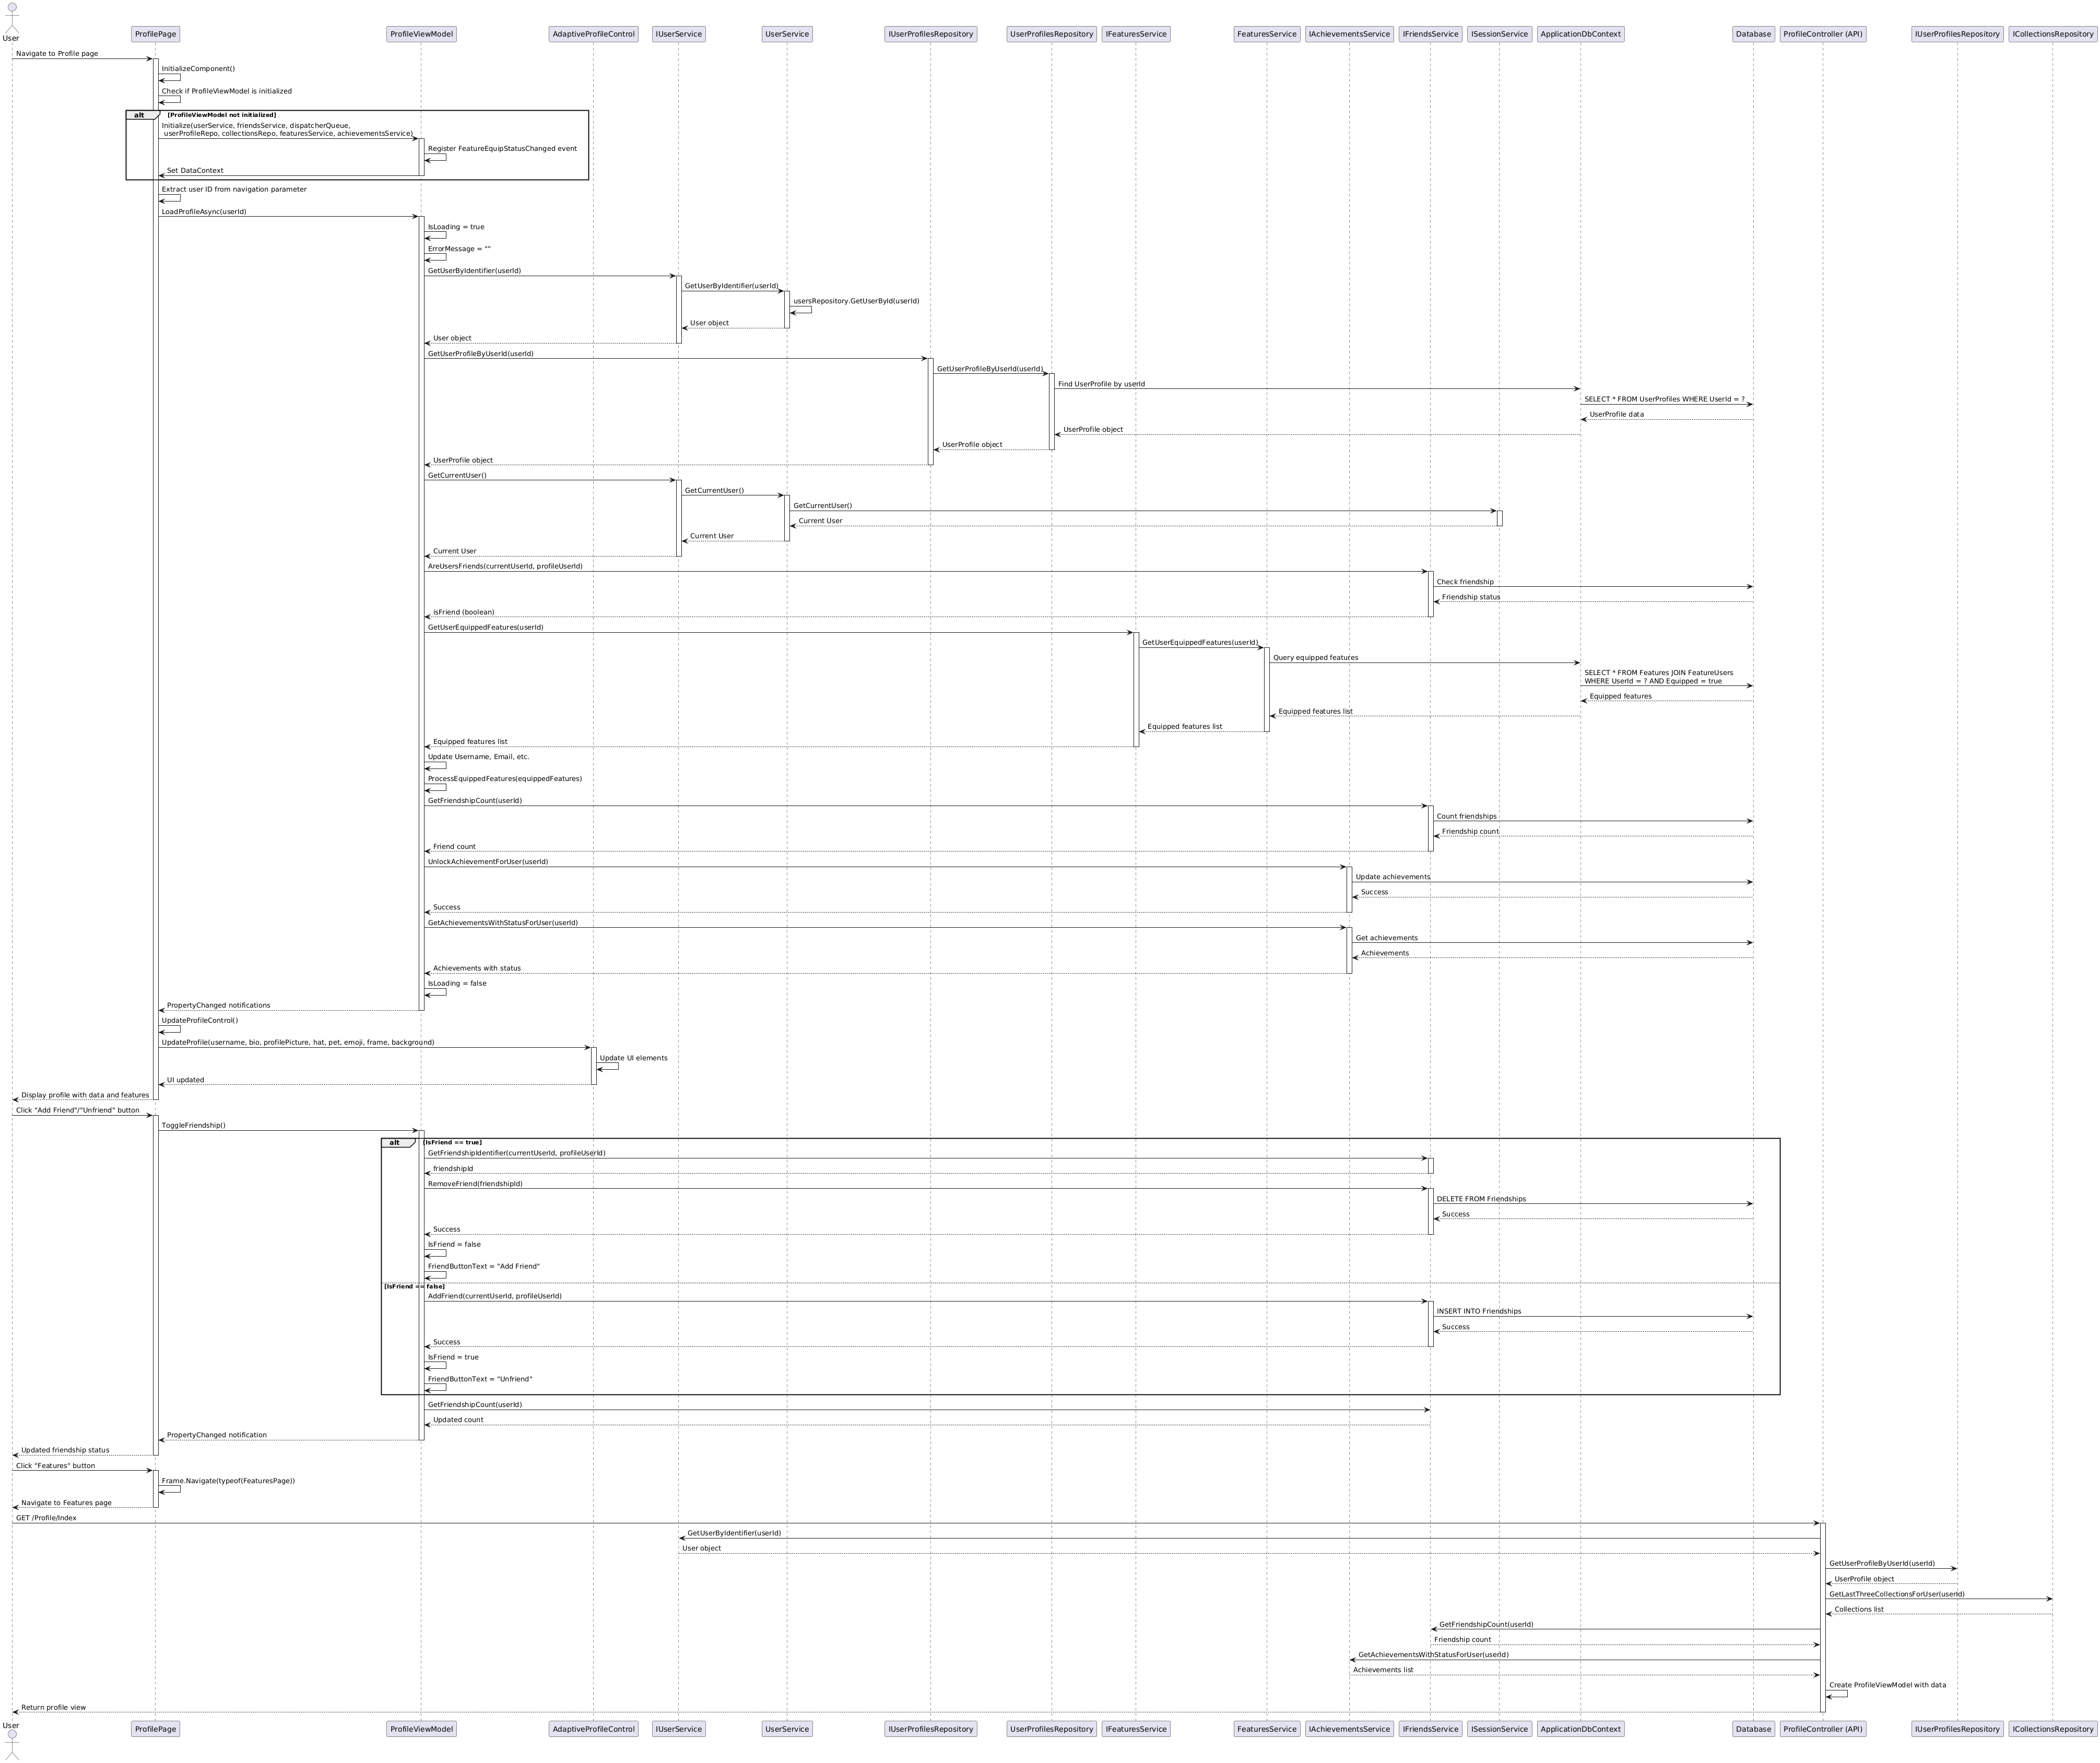 User
ProfilePage
ProfileViewModel
AdaptiveProfileControl
IUserService
UserService
IUserProfilesRepository
UserProfilesRepository
IFeaturesService
FeaturesService
IAchievementsService
IFriendsService
ISessionService
ApplicationDbContext
Database
ProfileController (API)
IUserProfilesRepository
ICollectionsRepository
Navigate to Profile page
InitializeComponent()
Check if ProfileViewModel is initialized
alt [ProfileViewModel not initialized]
Initialize(userService, friendsService, dispatcherQueue,
userProfileRepo, collectionsRepo, featuresService, achievementsService)
Register FeatureEquipStatusChanged event
Set DataContext
Extract user ID from navigation parameter
LoadProfileAsync(userId)
IsLoading = true
ErrorMessage = ""
GetUserByIdentifier(userId)
GetUserByIdentifier(userId)
usersRepository.GetUserById(userId)
User object
User object
GetUserProfileByUserId(userId)
GetUserProfileByUserId(userId)
Find UserProfile by userId
SELECT * FROM UserProfiles WHERE UserId = ?
UserProfile data
UserProfile object
UserProfile object
UserProfile object
GetCurrentUser()
GetCurrentUser()
GetCurrentUser()
Current User
Current User
Current User
AreUsersFriends(currentUserId, profileUserId)
Check friendship
Friendship status
isFriend (boolean)
GetUserEquippedFeatures(userId)
GetUserEquippedFeatures(userId)
Query equipped features
SELECT * FROM Features JOIN FeatureUsers
WHERE UserId = ? AND Equipped = true
Equipped features
Equipped features list
Equipped features list
Equipped features list
Update Username, Email, etc.
ProcessEquippedFeatures(equippedFeatures)
GetFriendshipCount(userId)
Count friendships
Friendship count
Friend count
UnlockAchievementForUser(userId)
Update achievements
Success
Success
GetAchievementsWithStatusForUser(userId)
Get achievements
Achievements
Achievements with status
IsLoading = false
PropertyChanged notifications
UpdateProfileControl()
UpdateProfile(username, bio, profilePicture, hat, pet, emoji, frame, background)
Update UI elements
UI updated
Display profile with data and features
Click "Add Friend"/"Unfriend" button
ToggleFriendship()
alt [IsFriend == true]
GetFriendshipIdentifier(currentUserId, profileUserId)
friendshipId
RemoveFriend(friendshipId)
DELETE FROM Friendships
Success
Success
IsFriend = false
FriendButtonText = "Add Friend"
[IsFriend == false]
AddFriend(currentUserId, profileUserId)
INSERT INTO Friendships
Success
Success
IsFriend = true
FriendButtonText = "Unfriend"
GetFriendshipCount(userId)
Updated count
PropertyChanged notification
Updated friendship status
Click "Features" button
Frame.Navigate(typeof(FeaturesPage))
Navigate to Features page
GET /Profile/Index
GetUserByIdentifier(userId)
User object
GetUserProfileByUserId(userId)
UserProfile object
GetLastThreeCollectionsForUser(userId)
Collections list
GetFriendshipCount(userId)
Friendship count
GetAchievementsWithStatusForUser(userId)
Achievements list
Create ProfileViewModel with data
Return profile view
User
ProfilePage
ProfileViewModel
AdaptiveProfileControl
IUserService
UserService
IUserProfilesRepository
UserProfilesRepository
IFeaturesService
FeaturesService
IAchievementsService
IFriendsService
ISessionService
ApplicationDbContext
Database
ProfileController (API)
IUserProfilesRepository
ICollectionsRepository